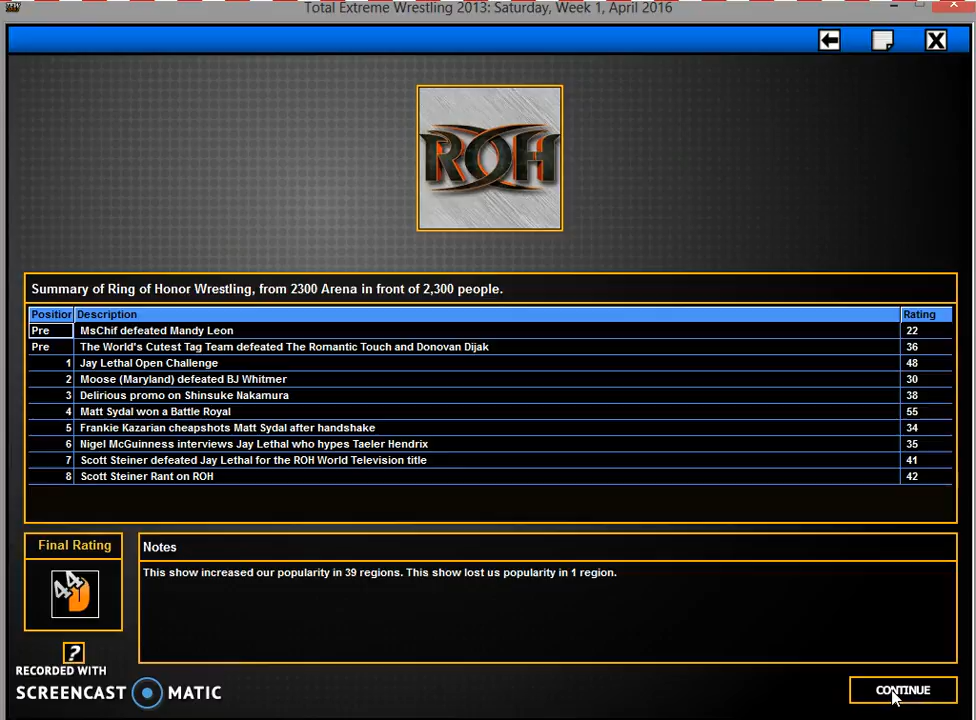 Total Extreme Wrestling 2013: Saturday, Week 1, April 2016
ROH
Summary of Ring of Honor Wrestling, from 2300 Arena in front of 2,300 people.
Position Description Rating
Pre MsChif defeated Mandy Leon 22
Pre The World's Cutest Tag Team defeated The Romantic Touch and Donovan Dijak 36
1 Jay Lethal Open Challenge 48
2 Moose (Maryland) defeated BJ Whitmer 30
3 Delirious promo on Shinsuke Nakamura 38
4 Matt Sydal won a Battle Royal 55
5 Frankie Kazarian cheapshots Matt Sydal after handshake 34
6 Nigel McGuinness interviews Jay Lethal who hypes Taeler Hendrix 35
7 Scott Steiner defeated Jay Lethal for the ROH World Television title 41
8 Scott Steiner Rant on ROH 42
Final Rating
44 D
Notes
This show increased our popularity in 39 regions. This show lost us popularity in 1 region.
?
RECORDED WITH
SCREENCAST MATIC
CONTINUE